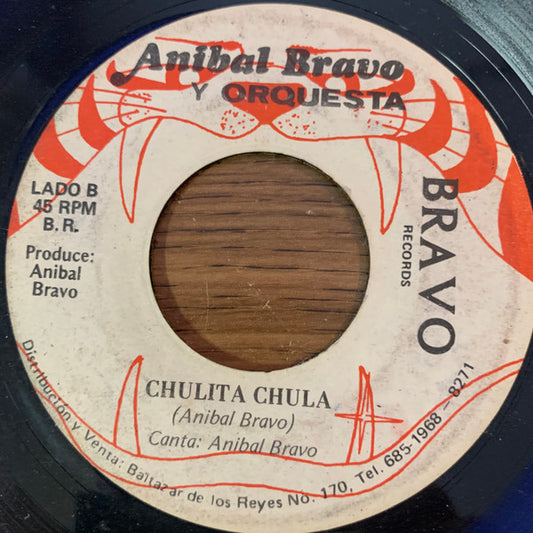 Anibal Bravo
Y ORQUESTA
LADO B
45 RPM
B. R.
Produce:
Anibal
Bravo
BRAVO
RECORDS
CHULITA CHULA
(Anibal Bravo)
Canta: Anibal Bravo
Distribución y Venta: Baltazar de los Reyes No. 170, Tel. 685-1968 - 8271